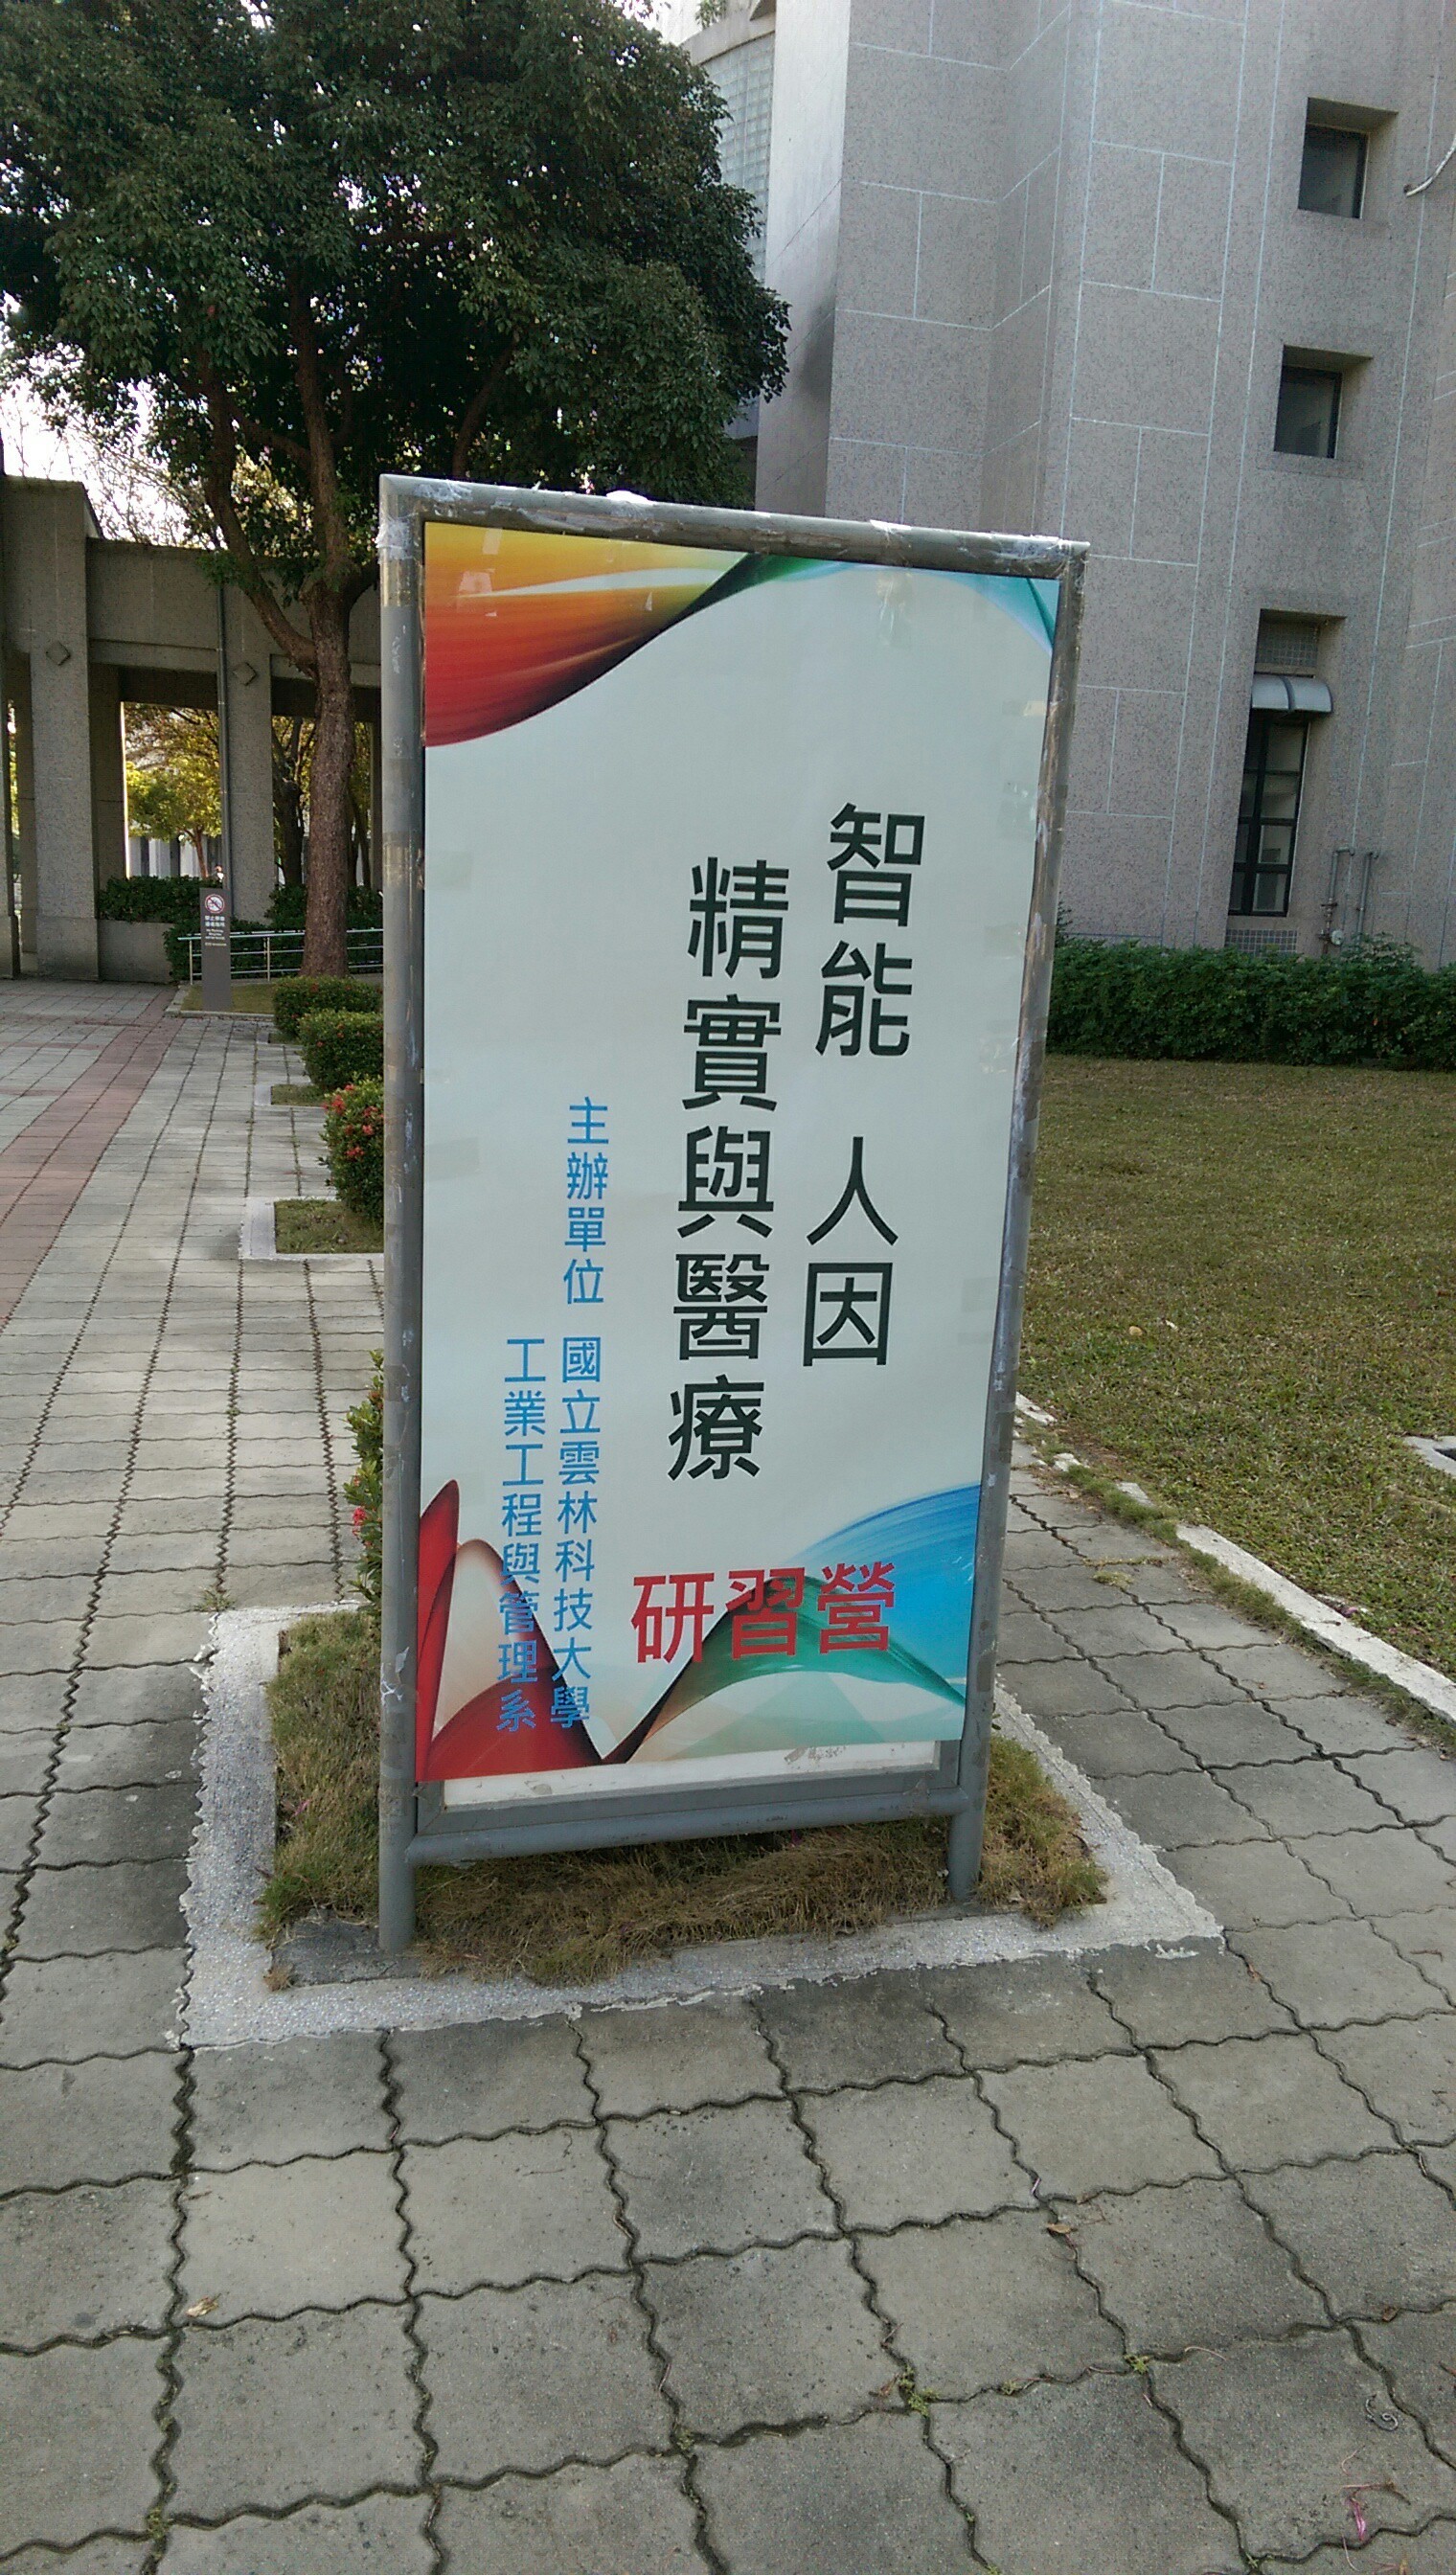 智能 人因
精實與醫療
研習營
主辦單位 國立雲林科技大學
工業工程與管理系